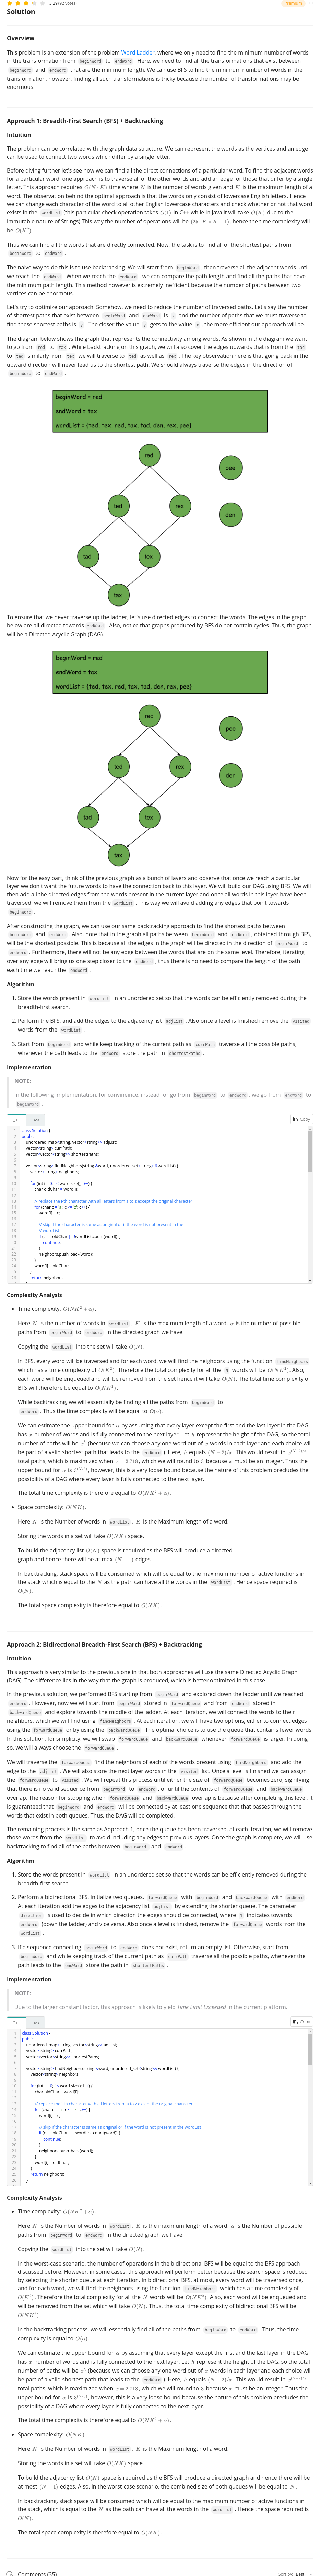 3.29 (92 votes)
Premium
Solution
Overview
This problem is an extension of the problem Word Ladder, where we only need to find the minimum number of words
in the transformation from beginWord to endWord . Here, we need to find all the transformations that exist between
beginWord and endWord that are the minimum length. We can use BFS to find the minimum number of words in the
transformation, however, finding all such transformations is tricky because the number of transformations may be
enormous.
Approach 1: Breadth-First Search (BFS) + Backtracking
Intuition
The problem can be correlated with the graph data structure. We can represent the words as the vertices and an edge
can be used to connect two words which differ by a single letter.
Before diving further let's see how we can find all the direct connections of a particular word. To find the adjacent words
for a particular word, one approach is to traverse all of the other words and add an edge for those that differ by a single
letter. This approach requires O(N · K) time where N is the number of words given and K is the maximum length of a
word. The observation behind the optimal approach is that the words only consist of lowercase English letters. Hence for
a word we can change each character of the word to all other English lowercase characters and check whether or not that word
exists in the wordList (this particular check operation takes O(1) in C++ while in Java it will take O(K) due to the
immutable nature of Strings).This way the number of operations will be (25 · K * K + 1), hence the time complexity will
be O(K²).
Thus we can find all the words that are directly connected. Now, the task is to find all of the shortest paths from
beginWord to endWord .
The naive way to do this is to use backtracking. We will start from beginWord , then traverse all the adjacent words until
we reach the endWord . When we reach the endWord , we can compare the path length and find all the paths that have
the minimum path length. This method however is extremely inefficient because number of paths between two
vertices can be enormous.
Let's try to optimize our approach. Somehow, we need to reduce the number of traversed paths. Let's say the number
of shortest paths that exist between beginWord and endWord is x and the number of paths that we must traverse to
find these shortest paths is y . The closer the value y gets to the value x , the more efficient our approach will be.
The diagram below shows the graph that represents the connectivity among words. As shown in the diagram we want
to go from red to tax . While backtracking on this graph, we will also cover the edges upwards that is from the tad
to ted similarly from tex we will traverse to ted as well as rex . The key observation here is that going back in the
upward direction will never lead us to the shortest path. We should always traverse the edges in the direction of
beginWord to endWord .
beginWord = red
endWord = tax
wordList = {ted, tex, red, tax, tad, den, rex, pee}
red
pee
ted
rex
den
tad
tex
tax
To ensure that we never traverse up the ladder, let's use directed edges to connect the words. The edges in the graph
below are all directed towards endWord . Also, notice that graphs produced by BFS do not contain cycles. Thus, the graph
will be a Directed Acyclic Graph (DAG).
beginWord = red
endWord = tax
wordList = {ted, tex, red, tax, tad, den, rex, pee}
red
pee
ted
rex
den
tad
tex
tax
Now for the easy part, think of the previous graph as a bunch of layers and observe that once we reach a particular
layer we don't want the future words to have the connection back to this layer. We will build our DAG using BFS. We will
then add all the directed edges from the words present in the current layer and once all words in this layer have been
traversed, we will remove them from the wordList . This way we will avoid adding any edges that point towards
beginWord .
After constructing the graph, we can use our same backtracking approach to find the shortest paths between
beginWord and endWord . Also, note that in the graph all paths between beginWord and endWord , obtained through BFS,
will be the shortest possible. This is because all the edges in the graph will be directed in the direction of beginWord to
endWord . Furthermore, there will not be any edge between the words that are on the same level. Therefore, iterating
over any edge will bring us one step closer to the endWord , thus there is no need to compare the length of the path
each time we reach the endWord .
Algorithm
1. Store the words present in wordList in an unordered set so that the words can be efficiently removed during the
breadth-first search.
2. Perform the BFS, and add the edges to the adjacency list adjList . Also once a level is finished remove the visited
words from the wordList .
3. Start from beginWord and while keep tracking of the current path as currPath traverse all the possible paths,
whenever the path leads to the endWord store the path in shortestPaths .
Implementation
NOTE:
In the following implementation, for convinience, instead for go from beginWord to endWord , we go from endWord to
beginWord .
C++
Java
Copy
1 class Solution {
2 public:
3 unordered_map<string, vector<string>> adjList;
4 vector<string> currPath;
5 vector<vector<string>> shortestPaths;
6
7 vector<string> findNeighbors(string &word, unordered_set<string> &wordList) {
8 vector<string> neighbors;
9
10 for (int i = 0; i < word.size(); i++) {
11 char oldChar = word[i];
12
13 // replace the i-th character with all letters from a to z except the original character
14 for (char c = 'a'; c <= 'z'; c++) {
15 word[i] = c;
16
17 // skip if the character is same as original or if the word is not present in the
18 // wordList
19 if (c == oldChar || !wordList.count(word)) {
20 continue;
21 }
22 neighbors.push_back(word);
23 }
24 word[i] = oldChar;
25 }
26 return neighbors;
Complexity Analysis
• Time complexity: O(NK² + α).
Here N is the number of words in wordList , K is the maximum length of a word, α is the number of possible
paths from beginWord to endWord in the directed graph we have.
Copying the wordList into the set will take O(N).
In BFS, every word will be traversed and for each word, we will find the neighbors using the function findNeighbors
which has a time complexity of O(K²). Therefore the total complexity for all the N words will be O(NK²). Also,
each word will be enqueued and will be removed from the set hence it will take O(N). The total time complexity of
BFS will therefore be equal to O(NK²).
While backtracking, we will essentially be finding all the paths from beginWord to
endWord . Thus, the time complexity will be equal to O(α).
We can estimate the upper bound for α by assuming that every layer except the first and the last layer in the DAG
has x number of words and is fully connected to the next layer. Let h represent the height of the DAG, so the total
number of paths will be xʰ (because we can choose any one word out of x words in each layer and each choice will
be part of a valid shortest path that leads to the endWord ). Here, h equals (N − 2)/x. This would result in x^((N−2)/x)
total paths, which is maximized when x = 2.718, which we will round to 3 because x must be an integer. Thus the
upper bound for α is 3^(N/3), however, this is a very loose bound because the nature of this problem precludes the
possibility of a DAG where every layer is fully connected to the next layer.
The total time complexity is therefore equal to O(NK² + α).
• Space complexity: O(NK).
Here N is the Number of words in wordList , K is the Maximum length of a word.
Storing the words in a set will take O(NK) space.
To build the adjacency list O(N) space is required as the BFS will produce a directed
graph and hence there will be at max (N − 1) edges.
In backtracking, stack space will be consumed which will be equal to the maximum number of active functions in
the stack which is equal to the N as the path can have all the words in the wordList . Hence space required is
O(N).
The total space complexity is therefore equal to O(NK).
Approach 2: Bidirectional Breadth-First Search (BFS) + Backtracking
Intuition
This approach is very similar to the previous one in that both approaches will use the same Directed Acyclic Graph
(DAG). The difference lies in the way that the graph is produced, which is better optimized in this case.
In the previous solution, we performed BFS starting from beginWord and explored down the ladder until we reached
endWord . However, now we will start from beginWord stored in forwardQueue and from endWord stored in
backwardQueue and explore towards the middle of the ladder. At each iteration, we will connect the words to their
neighbors, which we will find using findNeighbors . At each iteration, we will have two options, either to connect edges
using the forwardQueue or by using the backwardQueue . The optimal choice is to use the queue that contains fewer words.
In this solution, for simplicity, we will swap forwardQueue and backwardQueue whenever forwardQueue is larger. In doing
so, we will always choose the forwardQueue .
We will traverse the forwardQueue find the neighbors of each of the words present using findNeighbors and add the
edge to the adjList . We will also store the next layer words in the visited list. Once a level is finished we can assign
the forwardQueue to visited . We will repeat this process until either the size of forwardQueue becomes zero, signifying
that there is no valid sequence from beginWord to endWord , or until the contents of forwardQueue and backwardQueue
overlap. The reason for stopping when forwardQueue and backwardQueue overlap is because after completing this level, it
is guaranteed that beginWord and endWord will be connected by at least one sequence of words that passes through the
words that exist in both queues. Thus, the DAG will be completed.
The remaining process is the same as Approach 1, once the queue has been traversed, at each iteration, we will remove
those words from the wordList to avoid including any edges to previous layers. Once the graph is complete, we will use
backtracking to find all of the paths between beginWord and endWord .
Algorithm
1. Store the words present in wordList in an unordered set so that the words can be efficiently removed during the
breadth-first search.
2. Perform a bidirectional BFS. Initialize two queues, forwardQueue with beginWord and backwardQueue with endWord .
At each iteration add the edges to the adjacency list adjList by extending the shorter queue. The parameter
direction is used to decide in which direction the edges should be connected, where 1 indicates towards
endWord (down the ladder) and vice versa. Also once a level is finished, remove the forwardQueue words from the
wordList .
3. If a sequence connecting beginWord to endWord does not exist, return an empty list. Otherwise, start from
beginWord and while keeping track of the current path as currPath traverse all the possible paths, whenever the
path leads to the endWord store the path in shortestPaths .
Implementation
NOTE:
Due to the larger constant factor, this approach is likely to yield Time Limit Exceeded in the current platform.
C++
Java
Copy
1 class Solution {
2 public:
3 unordered_map<string, vector<string>> adjList;
4 vector<string> currPath;
5 vector<vector<string>> shortestPaths;
6
7 vector<string> findNeighbors(string &word, unordered_set<string>& wordList) {
8 vector<string> neighbors;
9
10 for (int i = 0; i < word.size(); i++) {
11 char oldChar = word[i];
12
13 // replace the i-th character with all letters from a to z except the original character
14 for (char c = 'a'; c <= 'z'; c++) {
15 word[i] = c;
16
17 // skip if the character is same as original or if the word is not present in the wordList
18 if (c == oldChar || !wordList.count(word)) {
19 continue;
20 }
21 neighbors.push_back(word);
22 }
23 word[i] = oldChar;
24 }
25 return neighbors;
26 }
Complexity Analysis
• Time complexity: O(NK² + α).
Here N is the Number of words in wordList , K is the maximum length of a word, α is the Number of possible
paths from beginWord to endWord in the directed graph we have.
Copying the wordList into the set will take O(N).
In the worst-case scenario, the number of operations in the bidirectional BFS will be equal to the BFS approach
discussed before. However, in some cases, this approach will perform better because the search space is reduced
by selecting the shorter queue at each iteration. In bidirectional BFS, at most, every word will be traversed once,
and for each word, we will find the neighbors using the function findNeighbors which has a time complexity of
O(K²). Therefore the total complexity for all the N words will be O(NK²). Also, each word will be enqueued and
will be removed from the set which will take O(N). Thus, the total time complexity of bidirectional BFS will be
O(NK²).
In the backtracking process, we will essentially find all of the paths from beginWord to endWord . Thus, the time
complexity is equal to O(α).
We can estimate the upper bound for α by assuming that every layer except the first and the last layer in the DAG
has x number of words and is fully connected to the next layer. Let h represent the height of the DAG, so the total
number of paths will be xʰ (because we can choose any one word out of x words in each layer and each choice will
be part of a valid shortest path that leads to the endWord ). Here, h equals (N − 2)/x. This would result in x^((N−2)/x)
total paths, which is maximized when x = 2.718, which we will round to 3 because x must be an integer. Thus the
upper bound for α is 3^(N/3), however, this is a very loose bound because the nature of this problem precludes the
possibility of a DAG where every layer is fully connected to the next layer.
The total time complexity is therefore equal to O(NK² + α).
• Space complexity: O(NK).
Here N is the Number of words in wordList , K is the Maximum length of a word.
Storing the words in a set will take O(NK) space.
To build the adjacency list O(N) space is required as the BFS will produce a directed graph and hence there will be
at most (N − 1) edges. Also, in the worst-case scenario, the combined size of both queues will be equal to N .
In backtracking, stack space will be consumed which will be equal to the maximum number of active functions in
the stack, which is equal to the N as the path can have all the words in the wordList . Hence the space required is
O(N).
The total space complexity is therefore equal to O(NK).
Comments (35)
Sort by: Best